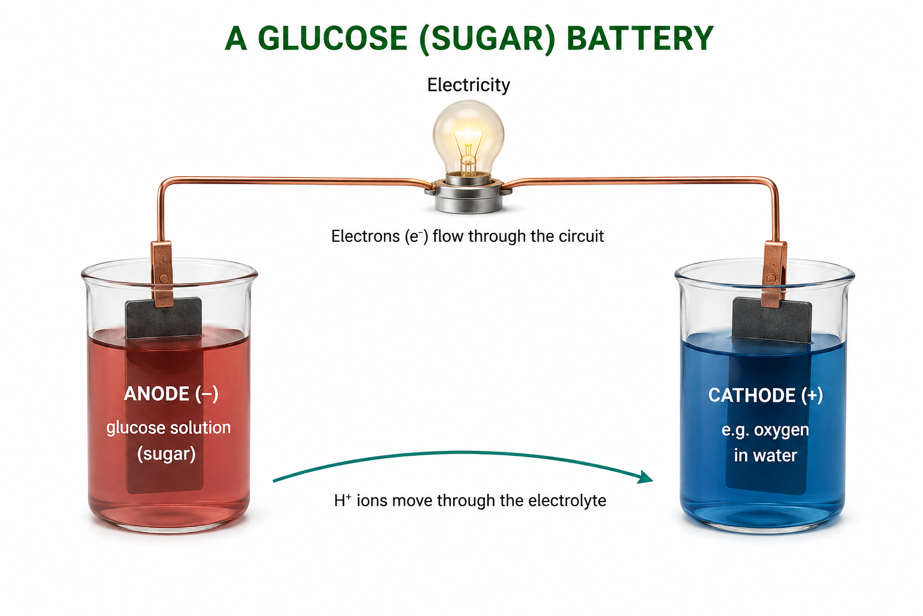 A GLUCOSE (SUGAR) BATTERY
Electricity
Electrons (e⁻) flow through the circuit
ANODE (–)
glucose solution
(sugar)
CATHODE (+)
e.g. oxygen
in water
H⁺ ions move through the electrolyte